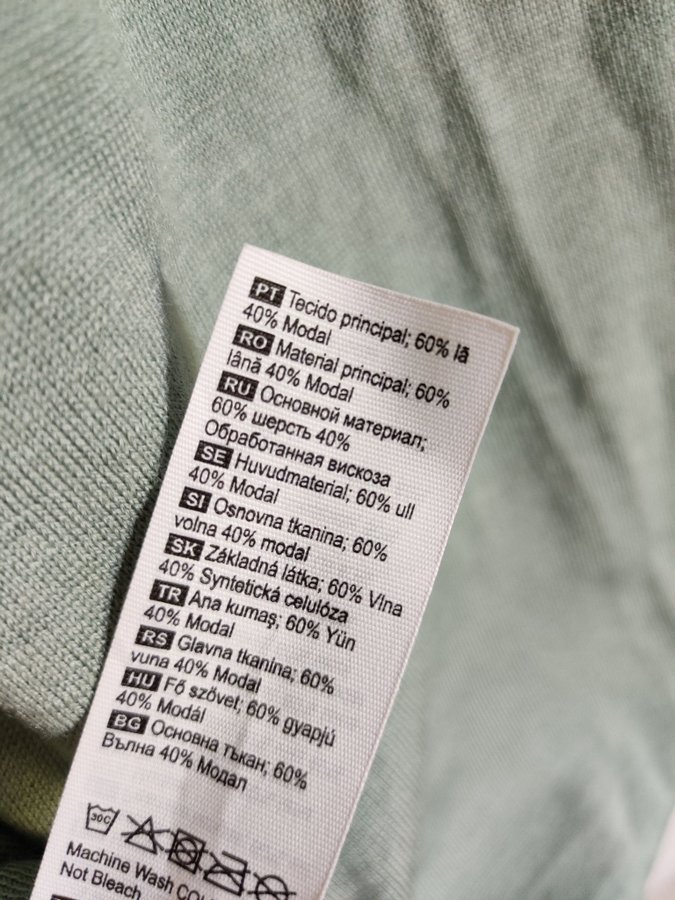 PT Tecido principal; 60% lã
40% Modal
RO Material principal; 60%
lână 40% Modal
RU Основной материал;
60% шерсть 40%
Обработанная вискоза
SE Huvudmaterial; 60% ull
40% Modal
SI Osnovna tkanina; 60%
volna 40% modal
SK Základná látka; 60% Vlna
40% Syntetická celulóza
TR Ana kumaş; 60% Yün
40% Modal
RS Glavna tkanina; 60%
vuna 40% Modal
HU Fő szővet; 60% gyapjú
40% Modál
BG Основна тъкан; 60%
Вълна 40% Модал
30C
Machine Wash
Not Bleach